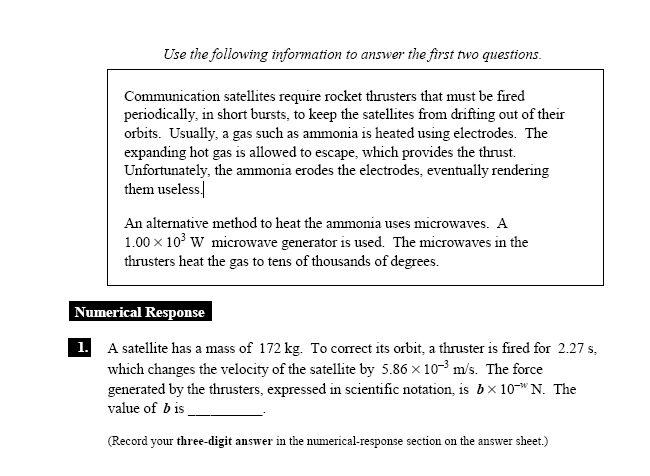 Use the following information to answer the first two questions.
Communication satellites require rocket thrusters that must be fired
periodically, in short bursts, to keep the satellites from drifting out of their
orbits. Usually, a gas such as ammonia is heated using electrodes. The
expanding hot gas is allowed to escape, which provides the thrust.
Unfortunately, the ammonia erodes the electrodes, eventually rendering
them useless.
An alternative method to heat the ammonia uses microwaves. A
1.00 × 10³ W microwave generator is used. The microwaves in the
thrusters heat the gas to tens of thousands of degrees.
Numerical Response
1. A satellite has a mass of 172 kg. To correct its orbit, a thruster is fired for 2.27 s,
which changes the velocity of the satellite by 5.86 × 10⁻³ m/s. The force
generated by the thrusters, expressed in scientific notation, is b × 10⁻ʷ N. The
value of b is __________.
(Record your three-digit answer in the numerical-response section on the answer sheet.)